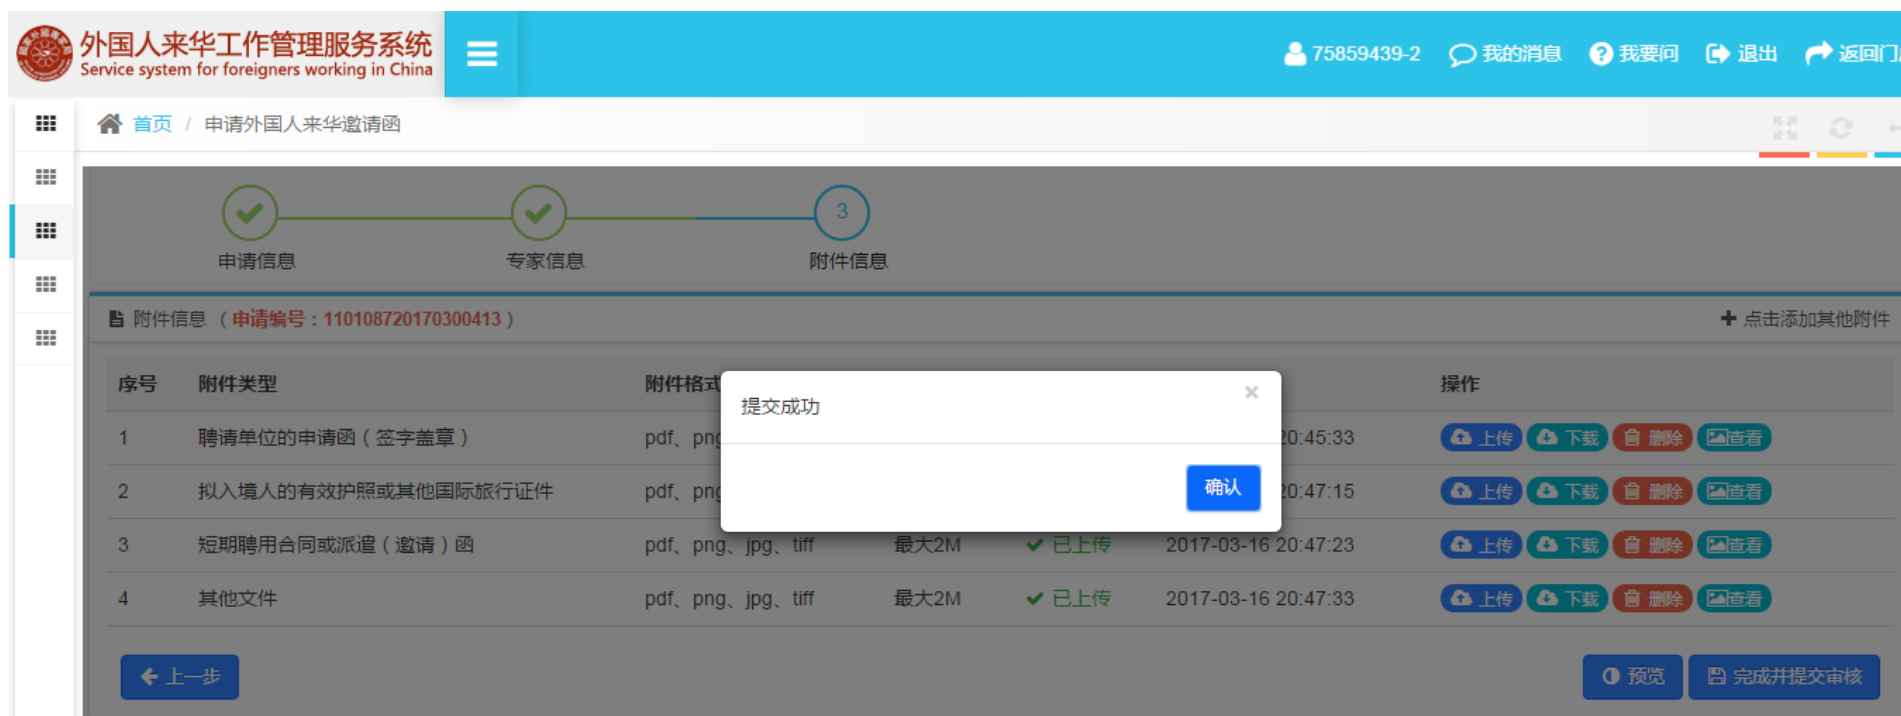 外国人来华工作管理服务系统
Service system for foreigners working in China
75859439-2 我的消息 我要问 退出 返回门
首页 / 申请外国人来华邀请函
3
申请信息 专家信息 附件信息
附件信息 （申请编号：110108720170300413） 点击添加其他附件
序号 附件类型 附件格式 操作
提交成功 ×
1 聘请单位的申请函（签字盖章） pdf、png 20:45:33 上传 下载 删除 查看
确认
2 拟入境人的有效护照或其他国际旅行证件 pdf、png 20:47:15 上传 下载 删除 查看
3 短期聘用合同或派遣（邀请）函 pdf、png、jpg、tiff 最大2M 已上传 2017-03-16 20:47:23 上传 下载 删除 查看
4 其他文件 pdf、png、jpg、tiff 最大2M 已上传 2017-03-16 20:47:33 上传 下载 删除 查看
上一步 预览 完成并提交审核